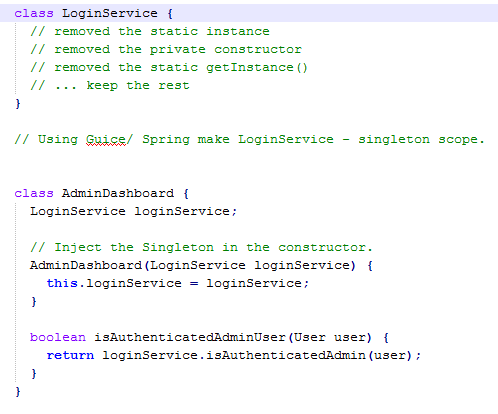 class LoginService {
// removed the static instance
// removed the private constructor
// removed the static getInstance()
// ... keep the rest
}
// Using Guice/ Spring make LoginService - singleton scope.
class AdminDashboard {
LoginService loginService;
// Inject the Singleton in the constructor.
AdminDashboard(LoginService loginService) {
this.loginService = loginService;
}
boolean isAuthenticatedAdminUser(User user) {
return loginService.isAuthenticatedAdmin(user);
}
}